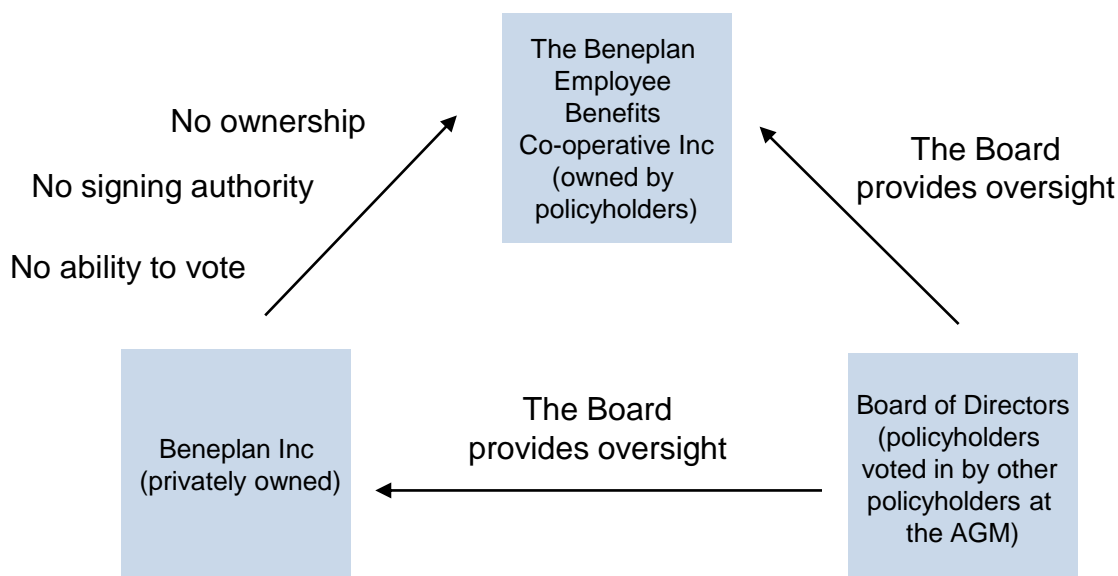 The Beneplan
Employee
Benefits
Co-operative Inc
(owned by
policyholders)
No ownership
No signing authority
No ability to vote
The Board
provides oversight
Beneplan Inc
(privately owned)
The Board
provides oversight
Board of Directors
(policyholders
voted in by other
policyholders at
the AGM)